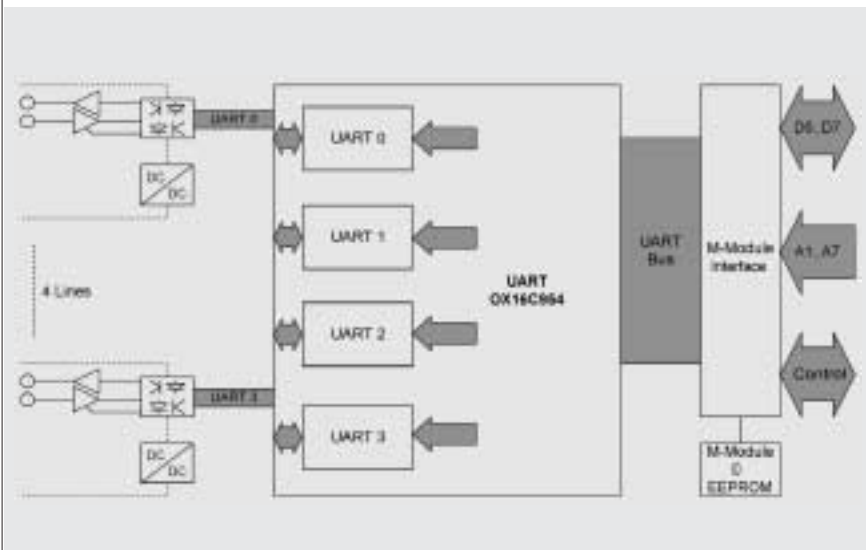 UART 0
DC
DC
4 Lines
UART 3
DC
DC
UART 0
UART 1
UART 2
UART 3
UART
OX16C954
UART
Bus
M-Module
Interface
D6, D7
A1, A7
Control
M-Module
ID
EEPROM